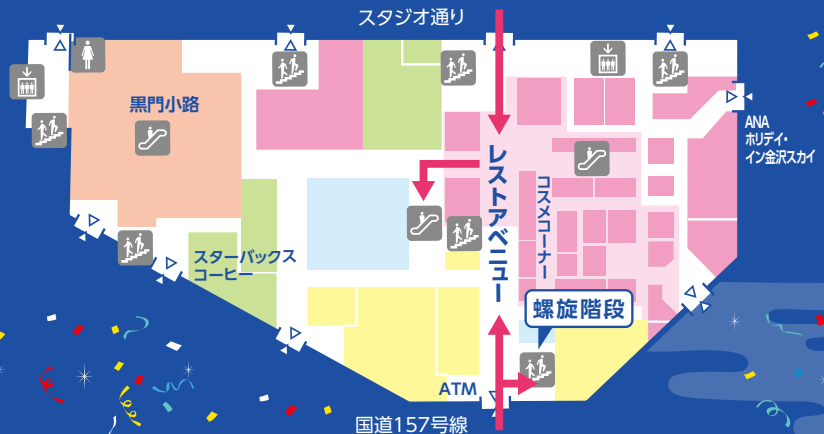 スタジオ通り
黒門小路
ANA
ホリデイ・
イン金沢スカイ
レストアベニュー
コスメコーナー
スターバックス
コーヒー
螺旋階段
ATM
国道157号線